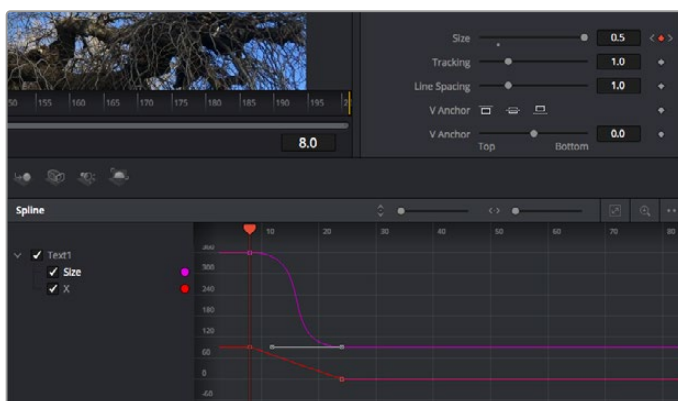 Size 0.5
Tracking 1.0
Line Spacing 1.0
V Anchor
V Anchor 0.0
Top Bottom
50 155 160 165 170 175 180 185 190 195
8.0
Spline
10 20 30 40 50 60 70 80
Text1
Size
X
360
300
240
180
120
60
0
-60